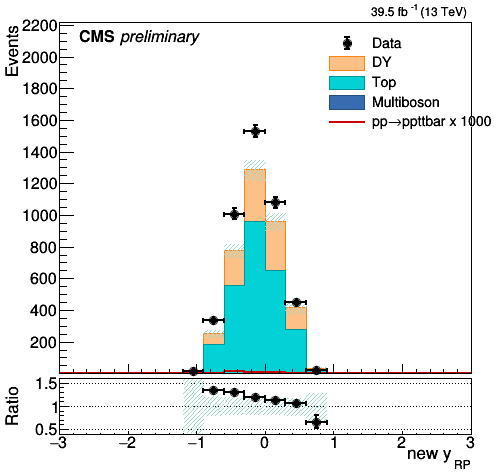 39.5 fb⁻¹ (13 TeV)
CMS preliminary
Events
2200
2000
1800
1600
1400
1200
1000
800
600
400
200
Data
DY
Top
Multiboson
pp→ppttbar x 1000
Ratio
1.5
1
0.5
−3 −2 −1 0 1 2 3
new y_RP